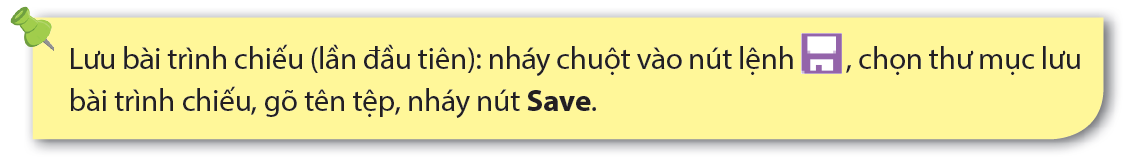 Lưu bài trình chiếu (lần đầu tiên): nháy chuột vào nút lệnh , chọn thư mục lưu
bài trình chiếu, gõ tên tệp, nháy nút Save.